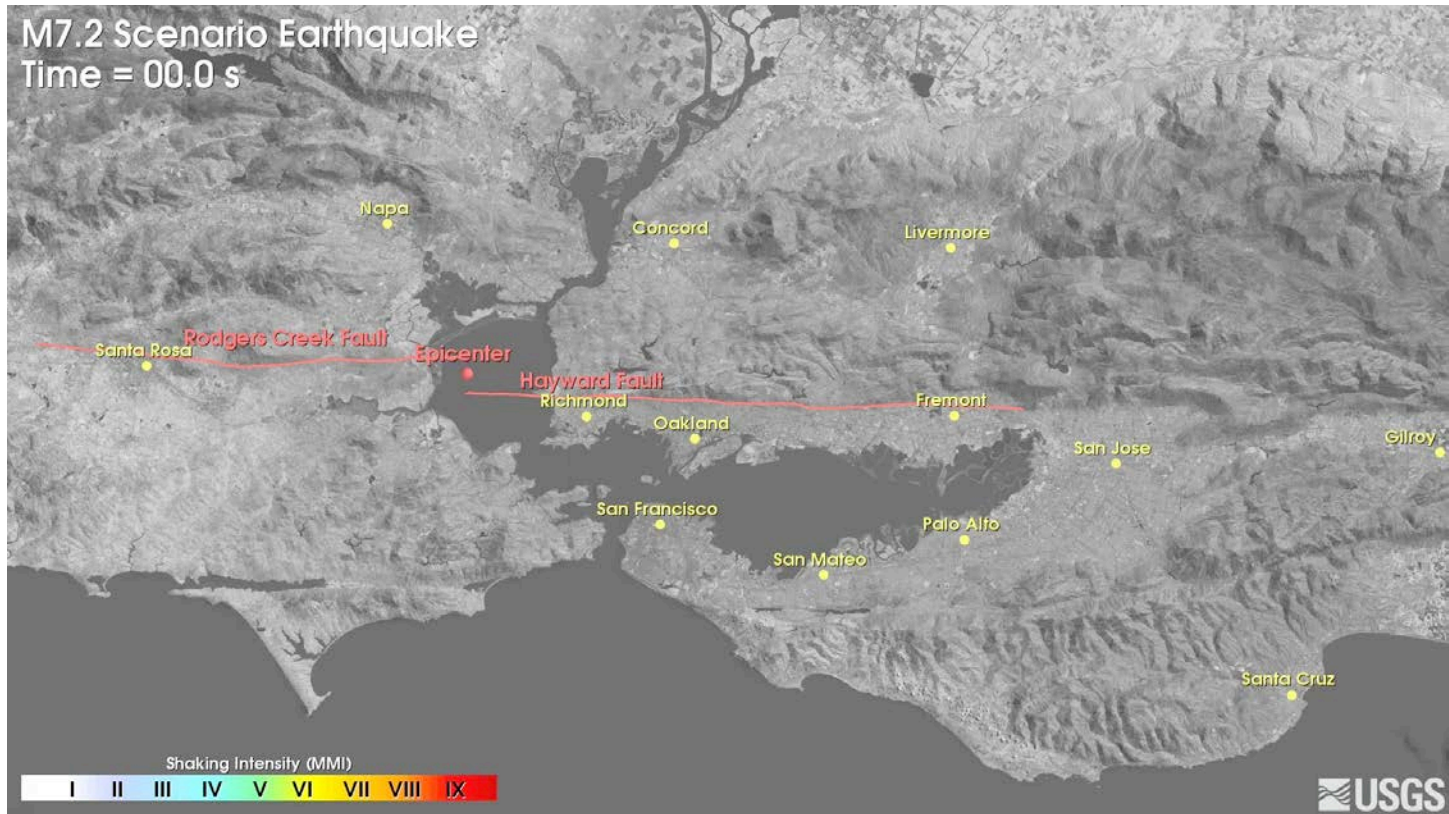 M7.2 Scenario Earthquake
Time = 00.0 s
Napa
Concord
Livermore
Rodgers Creek Fault
Santa Rosa
Epicenter
Hayward Fault
Richmond
Fremont
Oakland
Gilroy
San Jose
San Francisco
Palo Alto
San Mateo
Santa Cruz
Shaking Intensity (MMI)
I II III IV V VI VII VIII IX
USGS